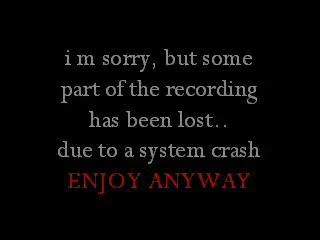 i m sorry, but some
part of the recording
has been lost..
due to a system crash
ENJOY ANYWAY